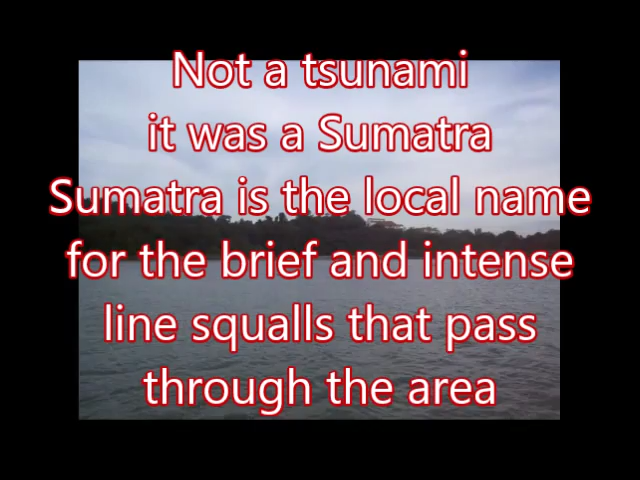 Not a tsunami
it was a Sumatra
Sumatra is the local name
for the brief and intense
line squalls that pass
through the area